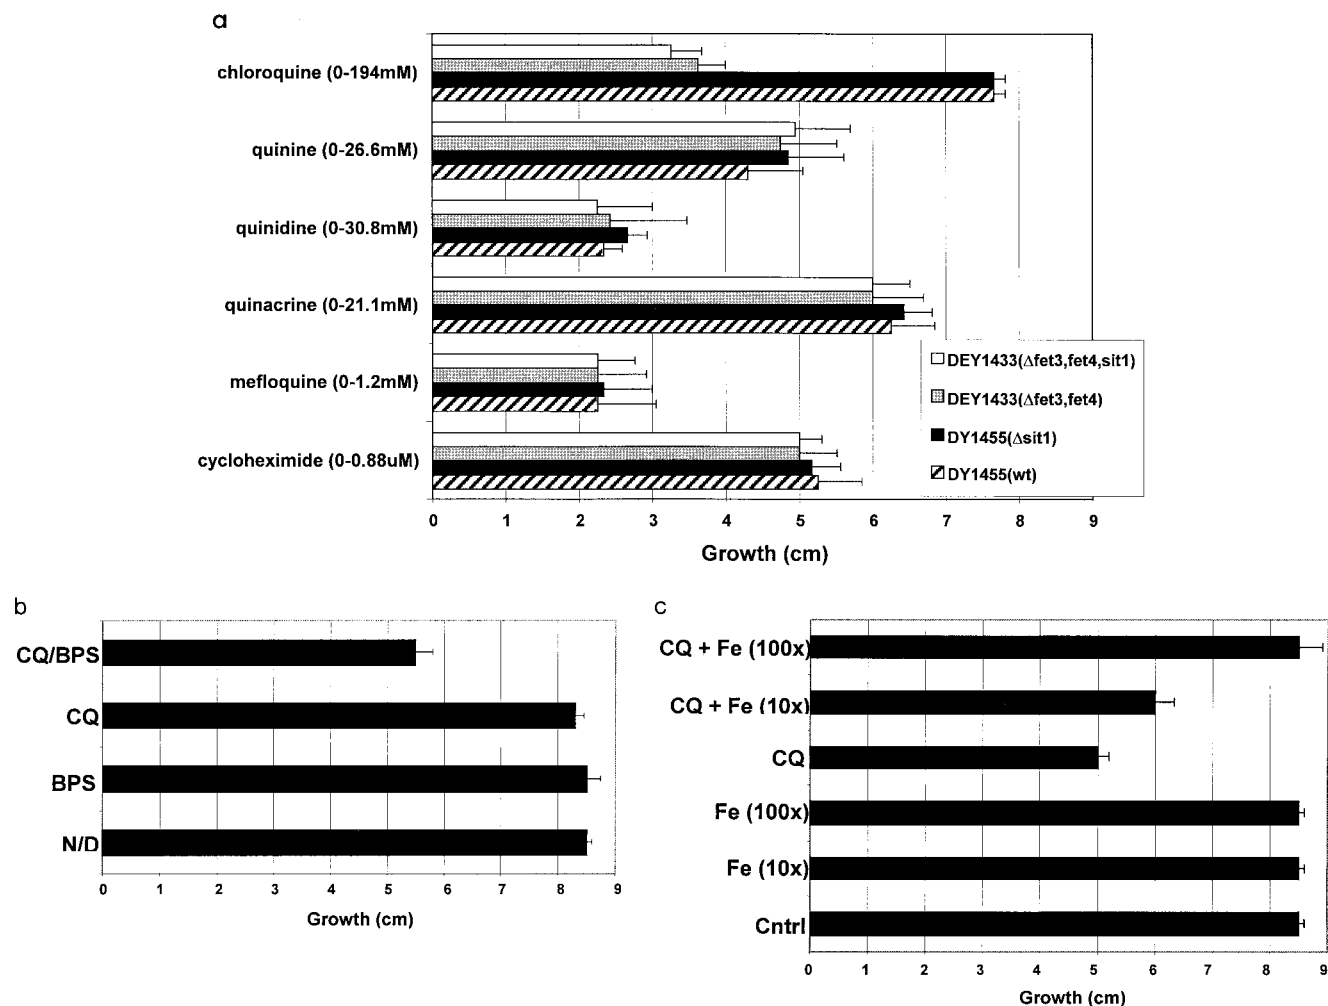 a
chloroquine (0-194mM)
quinine (0-26.6mM)
quinidine (0-30.8mM)
quinacrine (0-21.1mM)
mefloquine (0-1.2mM)
cycloheximide (0-0.88uM)
DEY1433(Δfet3,fet4,sit1)
DEY1433(Δfet3,fet4)
DY1455(Δsit1)
DY1455(wt)
0 1 2 3 4 5 6 7 8 9
Growth (cm)
b
CQ/BPS
CQ
BPS
N/D
0 1 2 3 4 5 6 7 8 9
Growth (cm)
c
CQ + Fe (100x)
CQ + Fe (10x)
CQ
Fe (100x)
Fe (10x)
Cntrl
0 1 2 3 4 5 6 7 8 9
Growth (cm)